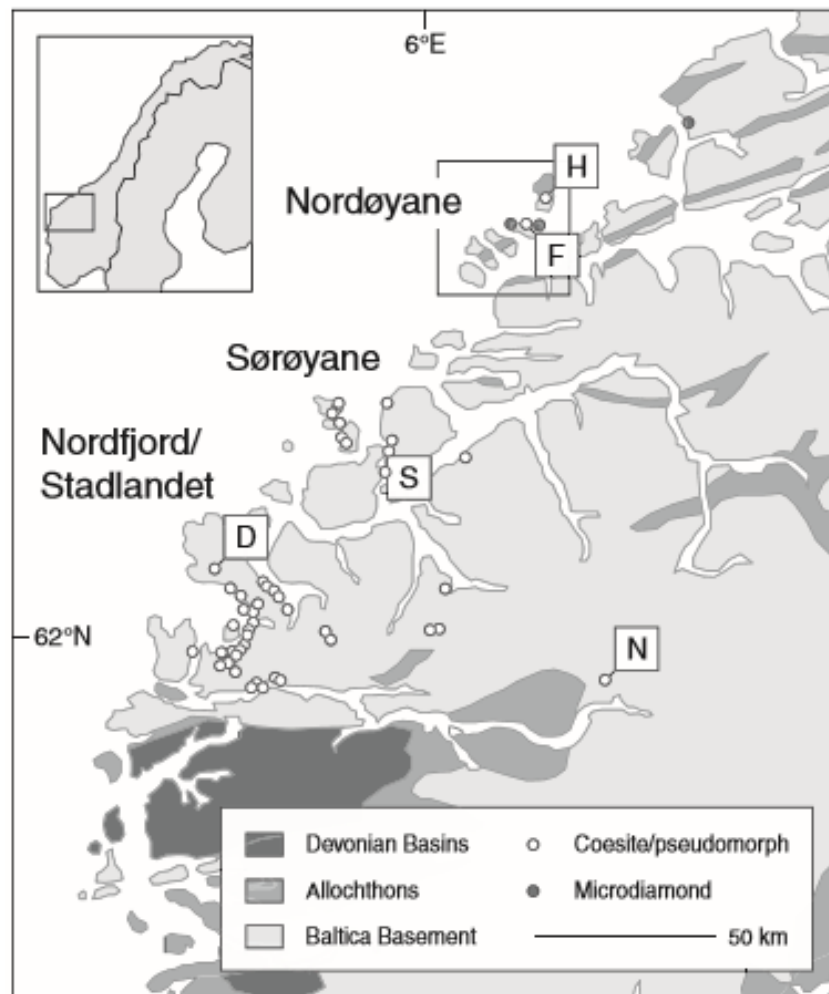 6°E
H
Nordøyane
F
Sørøyane
Nordfjord/
Stadlandet
S
D
62°N
N
Devonian Basins
Coesite/pseudomorph
Allochthons
Microdiamond
Baltica Basement
50 km